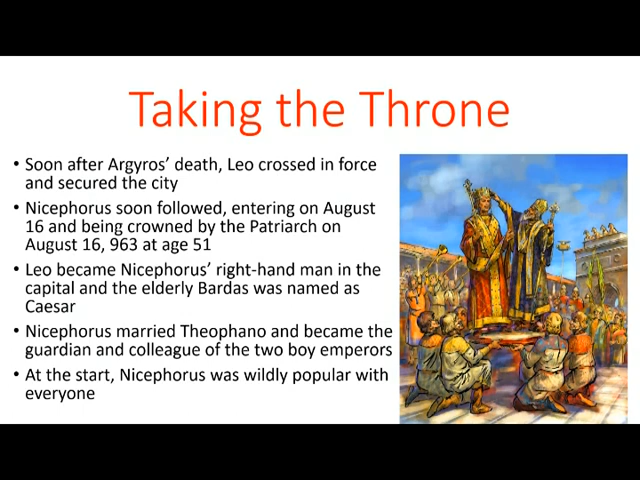 Taking the Throne
• Soon after Argyros’ death, Leo crossed in force
and secured the city
• Nicephorus soon followed, entering on August
16 and being crowned by the Patriarch on
August 16, 963 at age 51
• Leo became Nicephorus’ right-hand man in the
capital and the elderly Bardas was named as
Caesar
• Nicephorus married Theophano and became the
guardian and colleague of the two boy emperors
• At the start, Nicephorus was wildly popular with
everyone